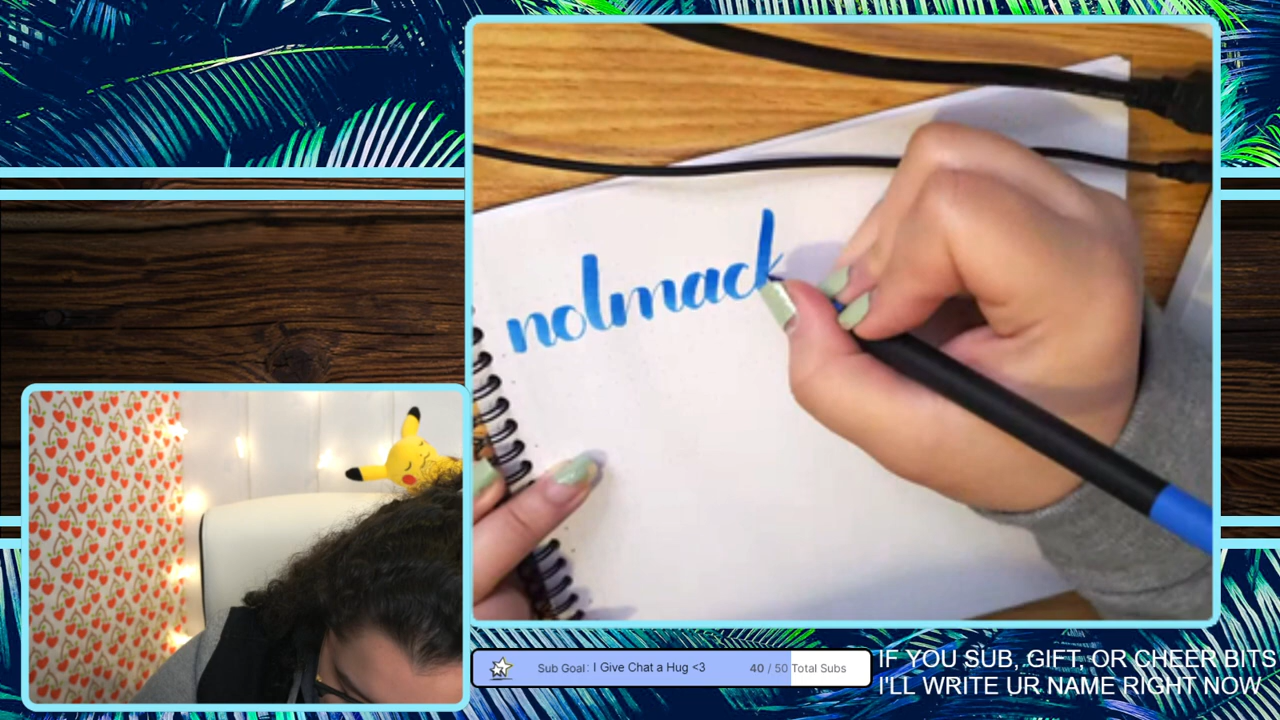 nolmack
Sub Goal: I Give Chat a Hug <3 40 / 50 Total Subs
IF YOU SUB, GIFT, OR CHEER BITS
I'LL WRITE UR NAME RIGHT NOW